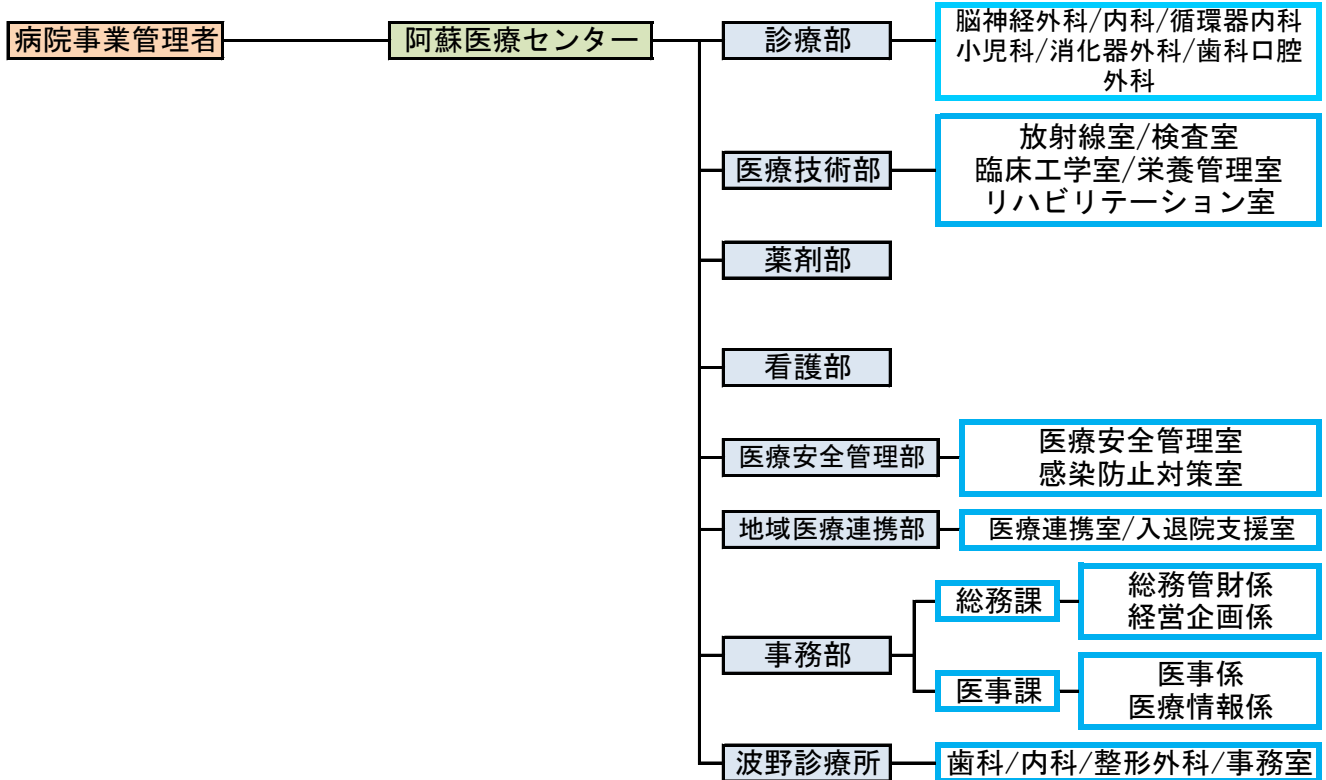 病院事業管理者
阿蘇医療センター
診療部
脳神経外科/内科/循環器内科
小児科/消化器外科/歯科口腔
外科
医療技術部
放射線室/検査室
臨床工学室/栄養管理室
リハビリテーション室
薬剤部
看護部
医療安全管理部
医療安全管理室
感染防止対策室
地域医療連携部
医療連携室/入退院支援室
事務部
総務課
総務管財係
経営企画係
医事課
医事係
医療情報係
波野診療所
歯科/内科/整形外科/事務室